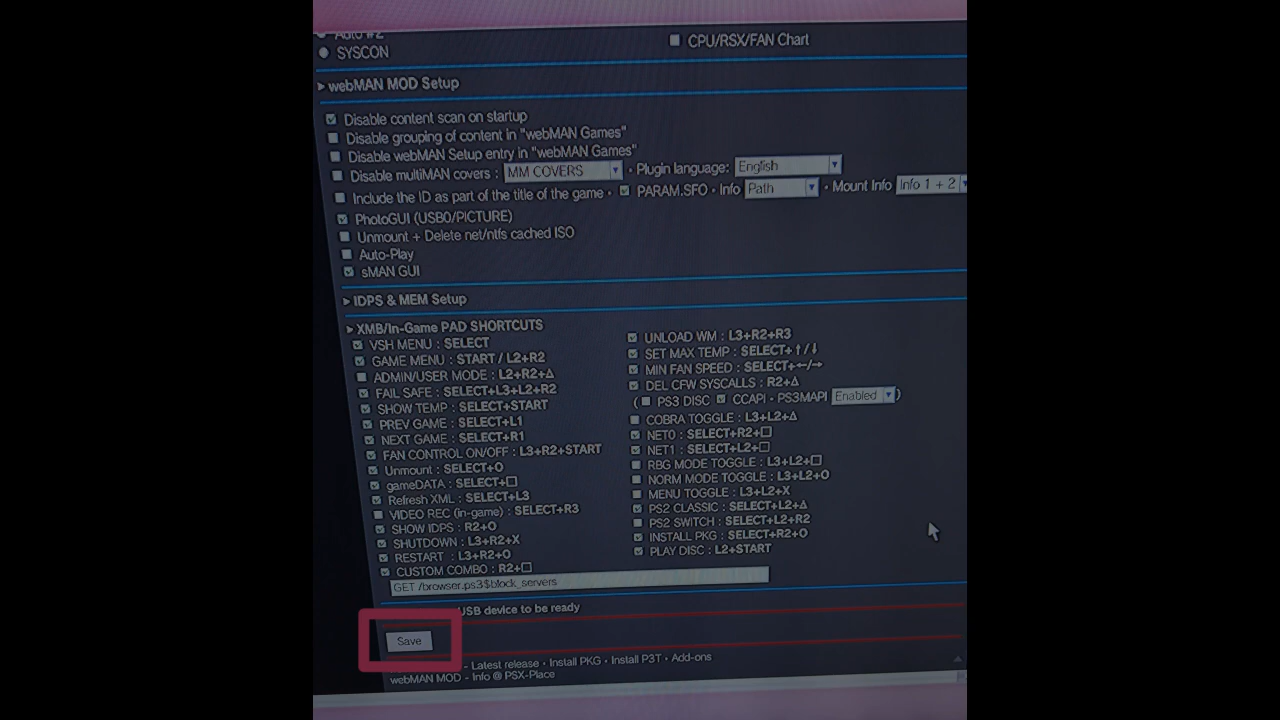 Auto #2
SYSCON
CPU/RSX/FAN Chart
webMAN MOD Setup
Disable content scan on startup
Disable grouping of content in "webMAN Games"
Disable webMAN Setup entry in "webMAN Games"
Disable multiMAN covers : MM COVERS • Plugin language: English
Include the ID as part of the title of the game • PARAM.SFO • Info Path • Mount Info Info 1 + 2
PhotoGUI (USB0/PICTURE)
Unmount + Delete net/ntfs cached ISO
Auto-Play
sMAN GUI
IDPS & MEM Setup
XMB/In-Game PAD SHORTCUTS
VSH MENU : SELECT
GAME MENU : START / L2+R2
ADMIN/USER MODE : L2+R2+Δ
FAIL SAFE : SELECT+L3+L2+R2
SHOW TEMP : SELECT+START
PREV GAME : SELECT+L1
NEXT GAME : SELECT+R1
FAN CONTROL ON/OFF : L3+R2+START
Unmount : SELECT+O
gameDATA : SELECT+□
Refresh XML : SELECT+L3
VIDEO REC (in-game) : SELECT+R3
SHOW IDPS : R2+O
SHUTDOWN : L3+R2+X
RESTART : L3+R2+O
CUSTOM COMBO : R2+□
UNLOAD WM : L3+R2+R3
SET MAX TEMP : SELECT+↑/↓
MIN FAN SPEED : SELECT+←/→
DEL CFW SYSCALLS : R2+Δ
( PS3 DISC CCAPI • PS3MAPI Enabled )
COBRA TOGGLE : L3+L2+Δ
NET0 : SELECT+R2+□
NET1 : SELECT+L2+□
RBG MODE TOGGLE : L3+L2+□
NORM MODE TOGGLE : L3+L2+O
MENU TOGGLE : L3+L2+X
PS2 CLASSIC : SELECT+L2+Δ
PS2 SWITCH : SELECT+L2+R2
INSTALL PKG : SELECT+R2+O
PLAY DISC : L2+START
GET /browser.ps3$block_servers
USB device to be ready
Save
- Latest release • Install PKG • Install P3T • Add-ons
webMAN MOD - Info @ PSX-Place